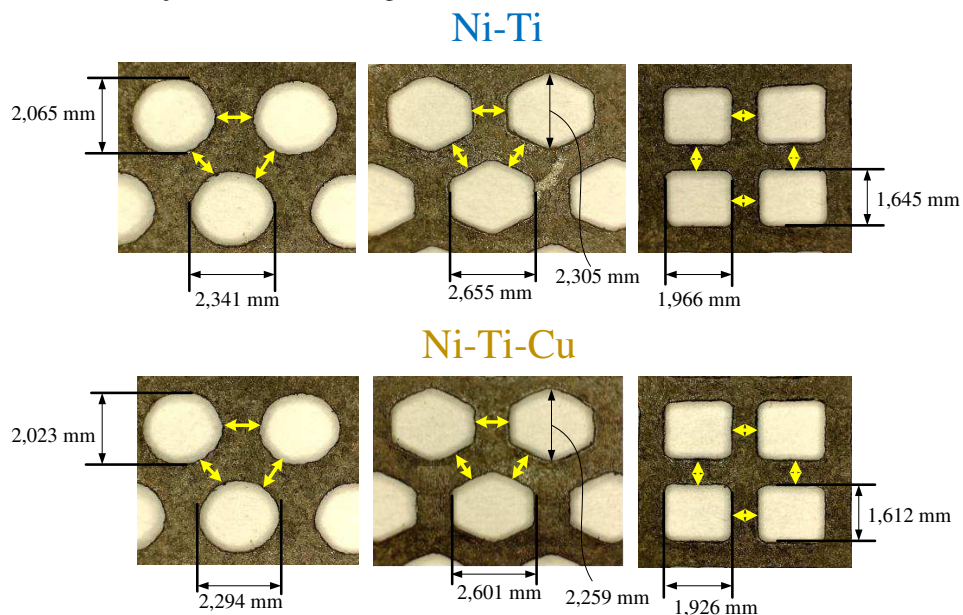 Ni-Ti
2,065 mm
1,645 mm
2,305 mm
2,341 mm
2,655 mm
1,966 mm
Ni-Ti-Cu
2,023 mm
1,612 mm
2,294 mm
2,601 mm
2,259 mm
1,926 mm